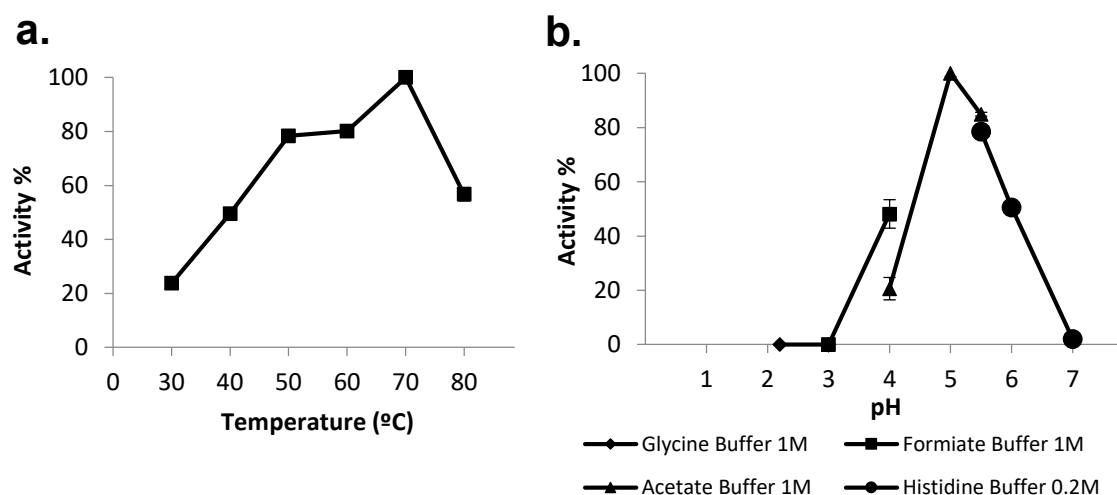 a.
100
80
60
40
20
0
Activity %
0 30 40 50 60 70 80
Temperature (ºC)
b.
100
80
60
40
20
0
Activity %
1 2 3 4 5 6 7
pH
Glycine Buffer 1M Formiate Buffer 1M
Acetate Buffer 1M Histidine Buffer 0.2M